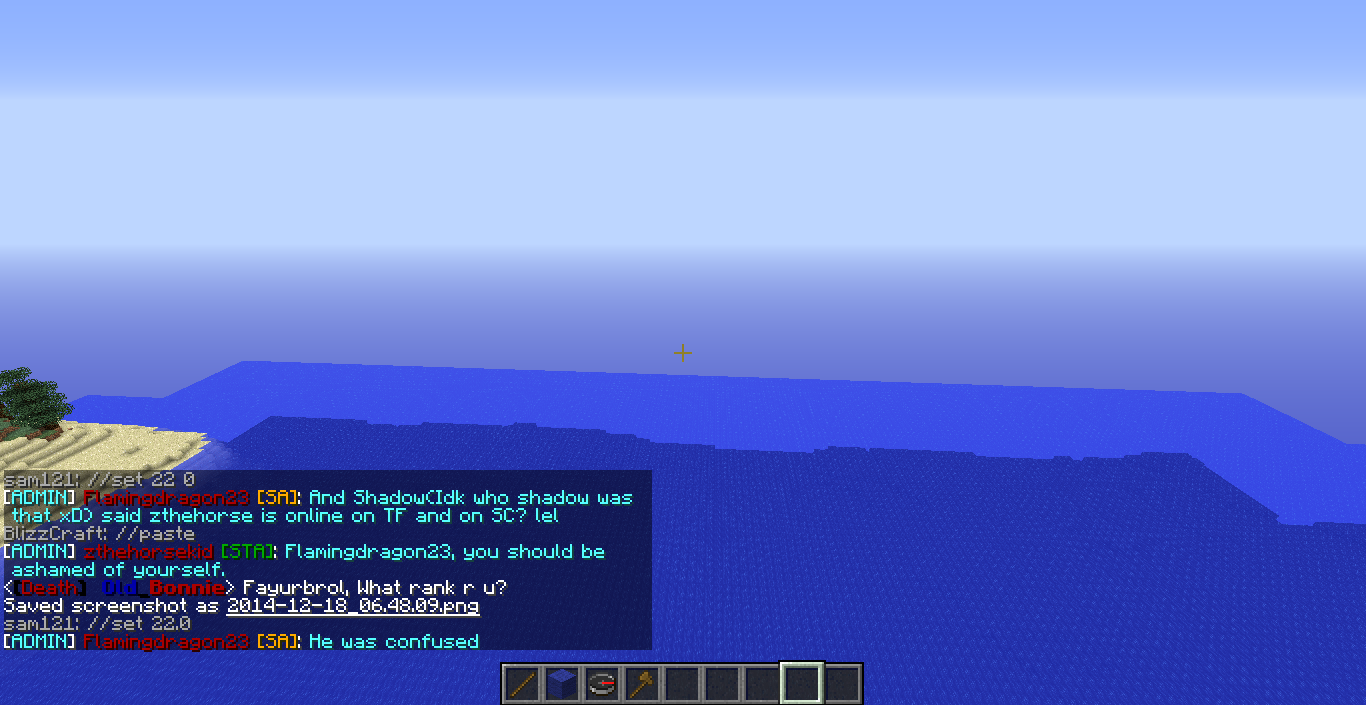 sam121: //set 22 0
[ADMIN] Flamingdragon23 [SA]: And Shadow(Idk who shadow was
that xD) said zthehorse is online on TF and on SC? lel
BlizzCraft: //paste
[ADMIN] zthehorsekid [STA]: Flamingdragon23, you should be
ashamed of yourself.
<[Death] Old_Bonnie> Fayurbrol, What rank r u?
Saved screenshot as 2014-12-18_06.48.09.png
sam121: //set 22.0
[ADMIN] Flamingdragon23 [SA]: He was confused